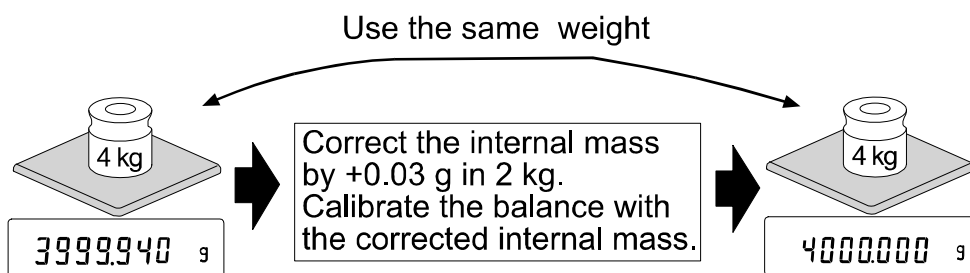 Use the same weight
4 kg
Correct the internal mass
by +0.03 g in 2 kg.
Calibrate the balance with
the corrected internal mass.
4 kg
3999.940 g
4000.000 g